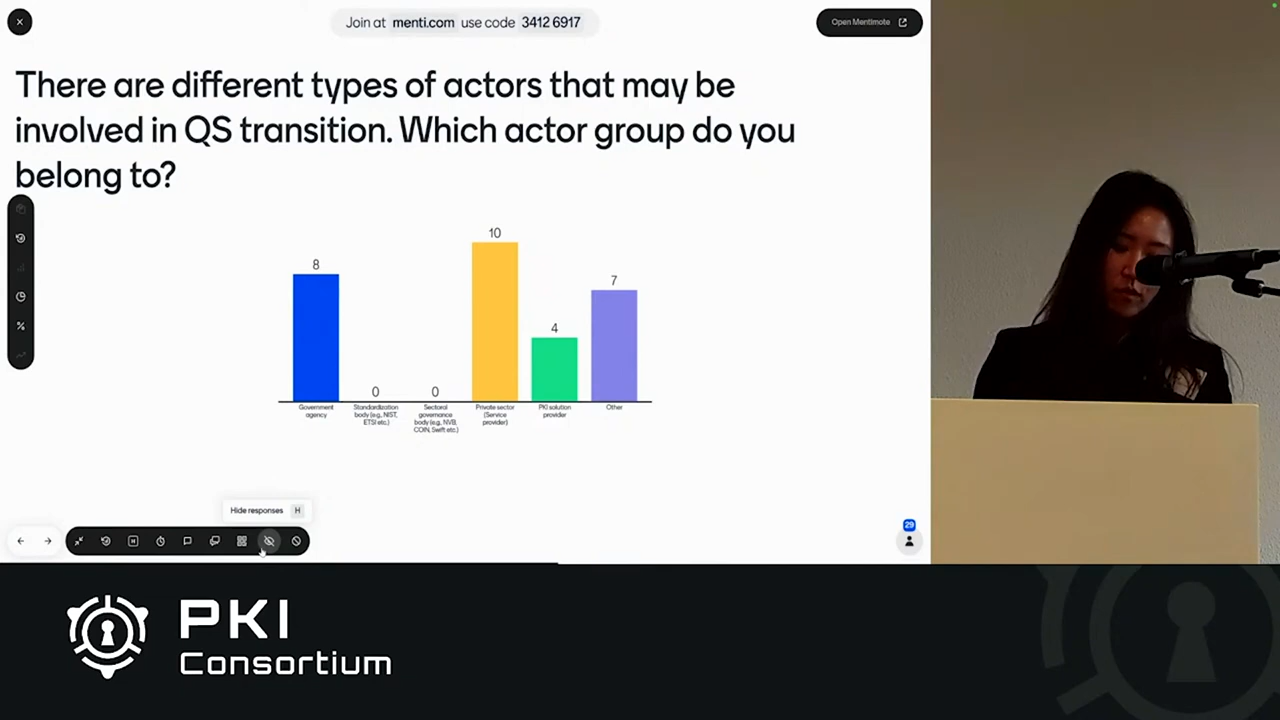 Join at menti.com use code 3412 6917
Open Mentimote
There are different types of actors that may be
involved in QS transition. Which actor group do you
belong to?
8
0
0
10
4
7
Government
agency
Standardization
body (e.g., NIST,
ETSI etc.)
Sectoral
governance
body (e.g., NVB,
COIN, Swift etc.)
Private sector
(Service
provider)
PKI solution
provider
Other
Hide responses H
29
PKI
Consortium